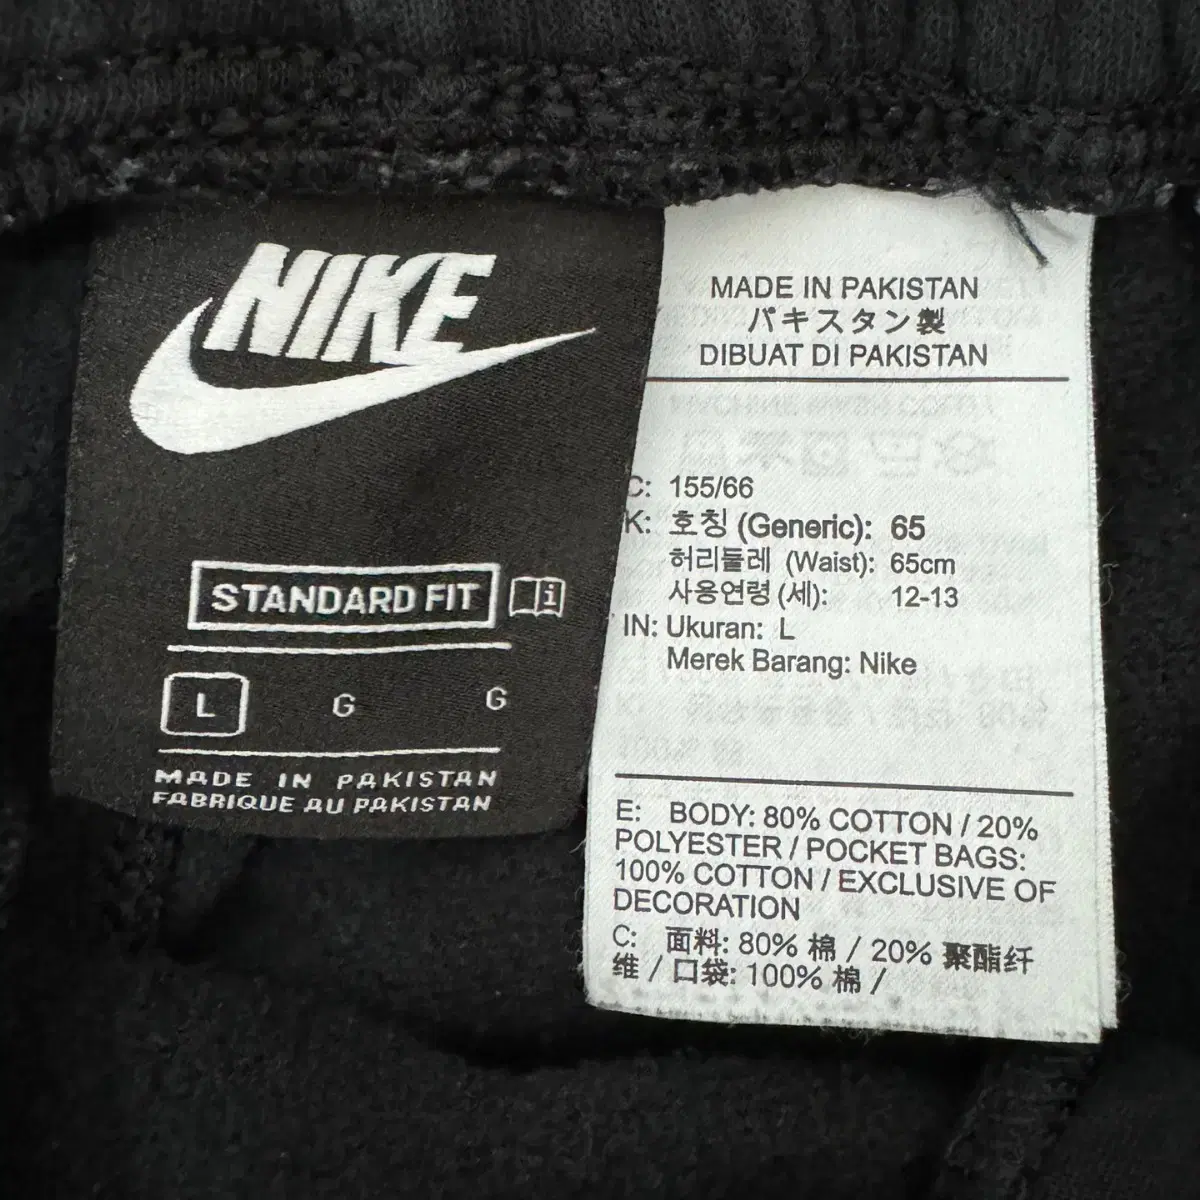 NIKE
STANDARD FIT
L G G
MADE IN PAKISTAN
FABRIQUE AU PAKISTAN
MADE IN PAKISTAN
パキスタン製
DIBUAT DI PAKISTAN
C: 155/66
K: 호칭 (Generic): 65
허리둘레 (Waist): 65cm
사용연령 (세): 12-13
IN: Ukuran: L
Merek Barang: Nike
E: BODY: 80% COTTON / 20%
POLYESTER / POCKET BAGS:
100% COTTON / EXCLUSIVE OF
DECORATION
C: 面料: 80% 棉 / 20% 聚酯纤
维 / 口袋: 100% 棉 /